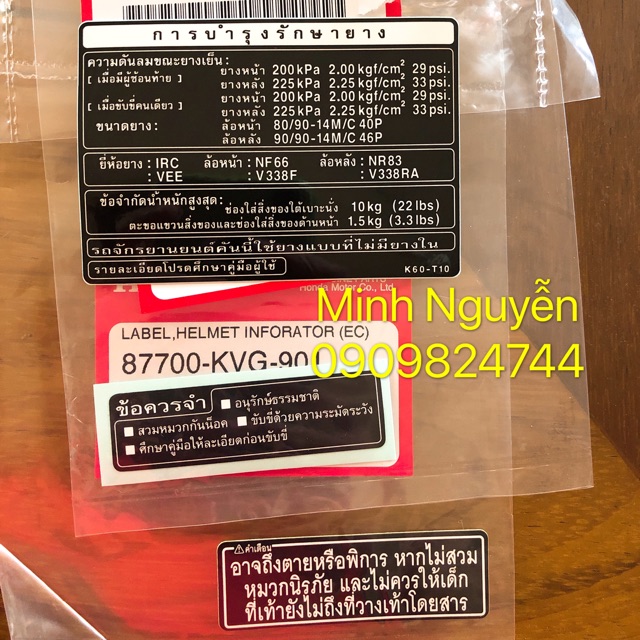 การบำรุงรักษายาง
ความดันลมขณะยางเย็น :
[ เมื่อมีผู้ซ้อนท้าย ] ยางหน้า 200 kPa 2.00 kgf/cm² 29 psi.
ยางหลัง 225 kPa 2.25 kgf/cm² 33 psi.
[ เมื่อขับขี่คนเดียว ] ยางหน้า 200 kPa 2.00 kgf/cm² 29 psi.
ยางหลัง 225 kPa 2.25 kgf/cm² 33 psi.
ขนาดยาง : ล้อหน้า 80/90-14M/C 40P
ล้อหลัง 90/90-14M/C 46P
ยี่ห้อยาง : IRC ล้อหน้า : NF66 ล้อหลัง : NR83
: VEE : V338F : V338RA
ข้อจำกัดน้ำหนักสูงสุด :
ช่องใส่สิ่งของใต้เบาะนั่ง 10 kg (22 lbs)
ตะขอแขวนสิ่งของและช่องใส่สิ่งของด้านหน้า 1.5 kg (3.3 lbs)
รถจักรยานยนต์คันนี้ใช้ยางแบบที่ไม่มียางใน
รายละเอียดโปรดศึกษาคู่มือผู้ใช้
K60-T10
Honda Motor Co., Ltd.
Minh Nguyễn
0909824744
LABEL,HELMET INFORATOR (EC)
87700-KVG-90
ข้อควรจำ
อนุรักษ์ธรรมชาติ
สวมหมวกกันน็อค ขับขี่ด้วยความระมัดระวัง
ศึกษาคู่มือให้ละเอียดก่อนขับขี่
คำเตือน
อาจถึงตายหรือพิการ หากไม่สวม
หมวกนิรภัย และไม่ควรให้เด็ก
ที่เท้ายังไม่ถึงที่วางเท้าโดยสาร